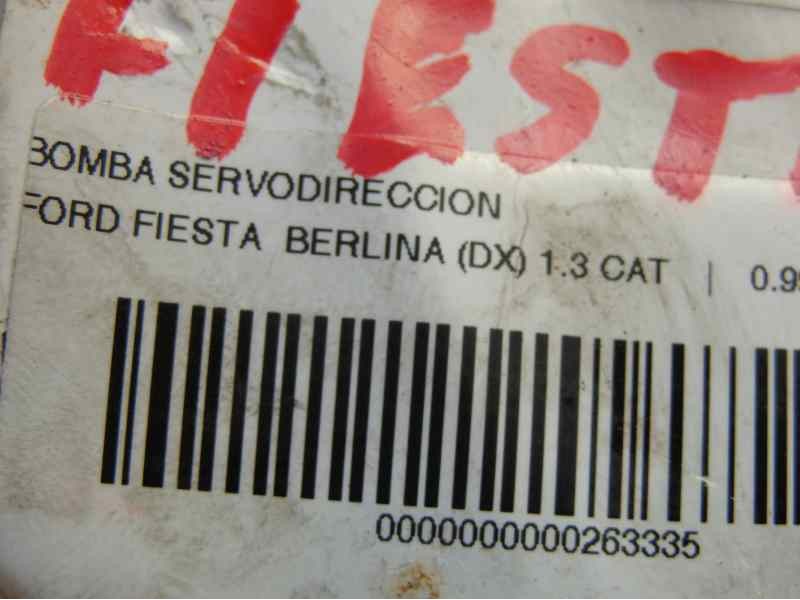 FIEST
BOMBA SERVODIRECCION
FORD FIESTA BERLINA (DX) 1.3 CAT | 0.9
0000000000263335